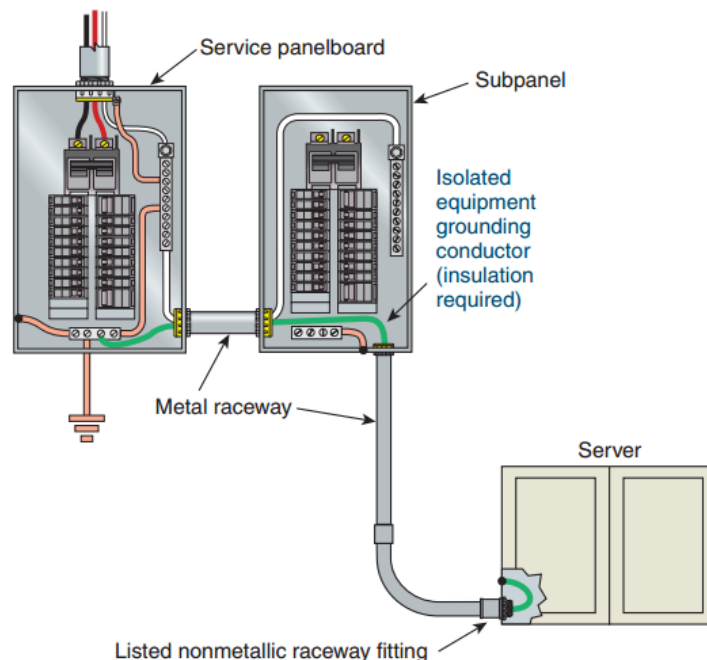 Service panelboard
Subpanel
Isolated
equipment
grounding
conductor
(insulation
required)
Metal raceway
Server
Listed nonmetallic raceway fitting